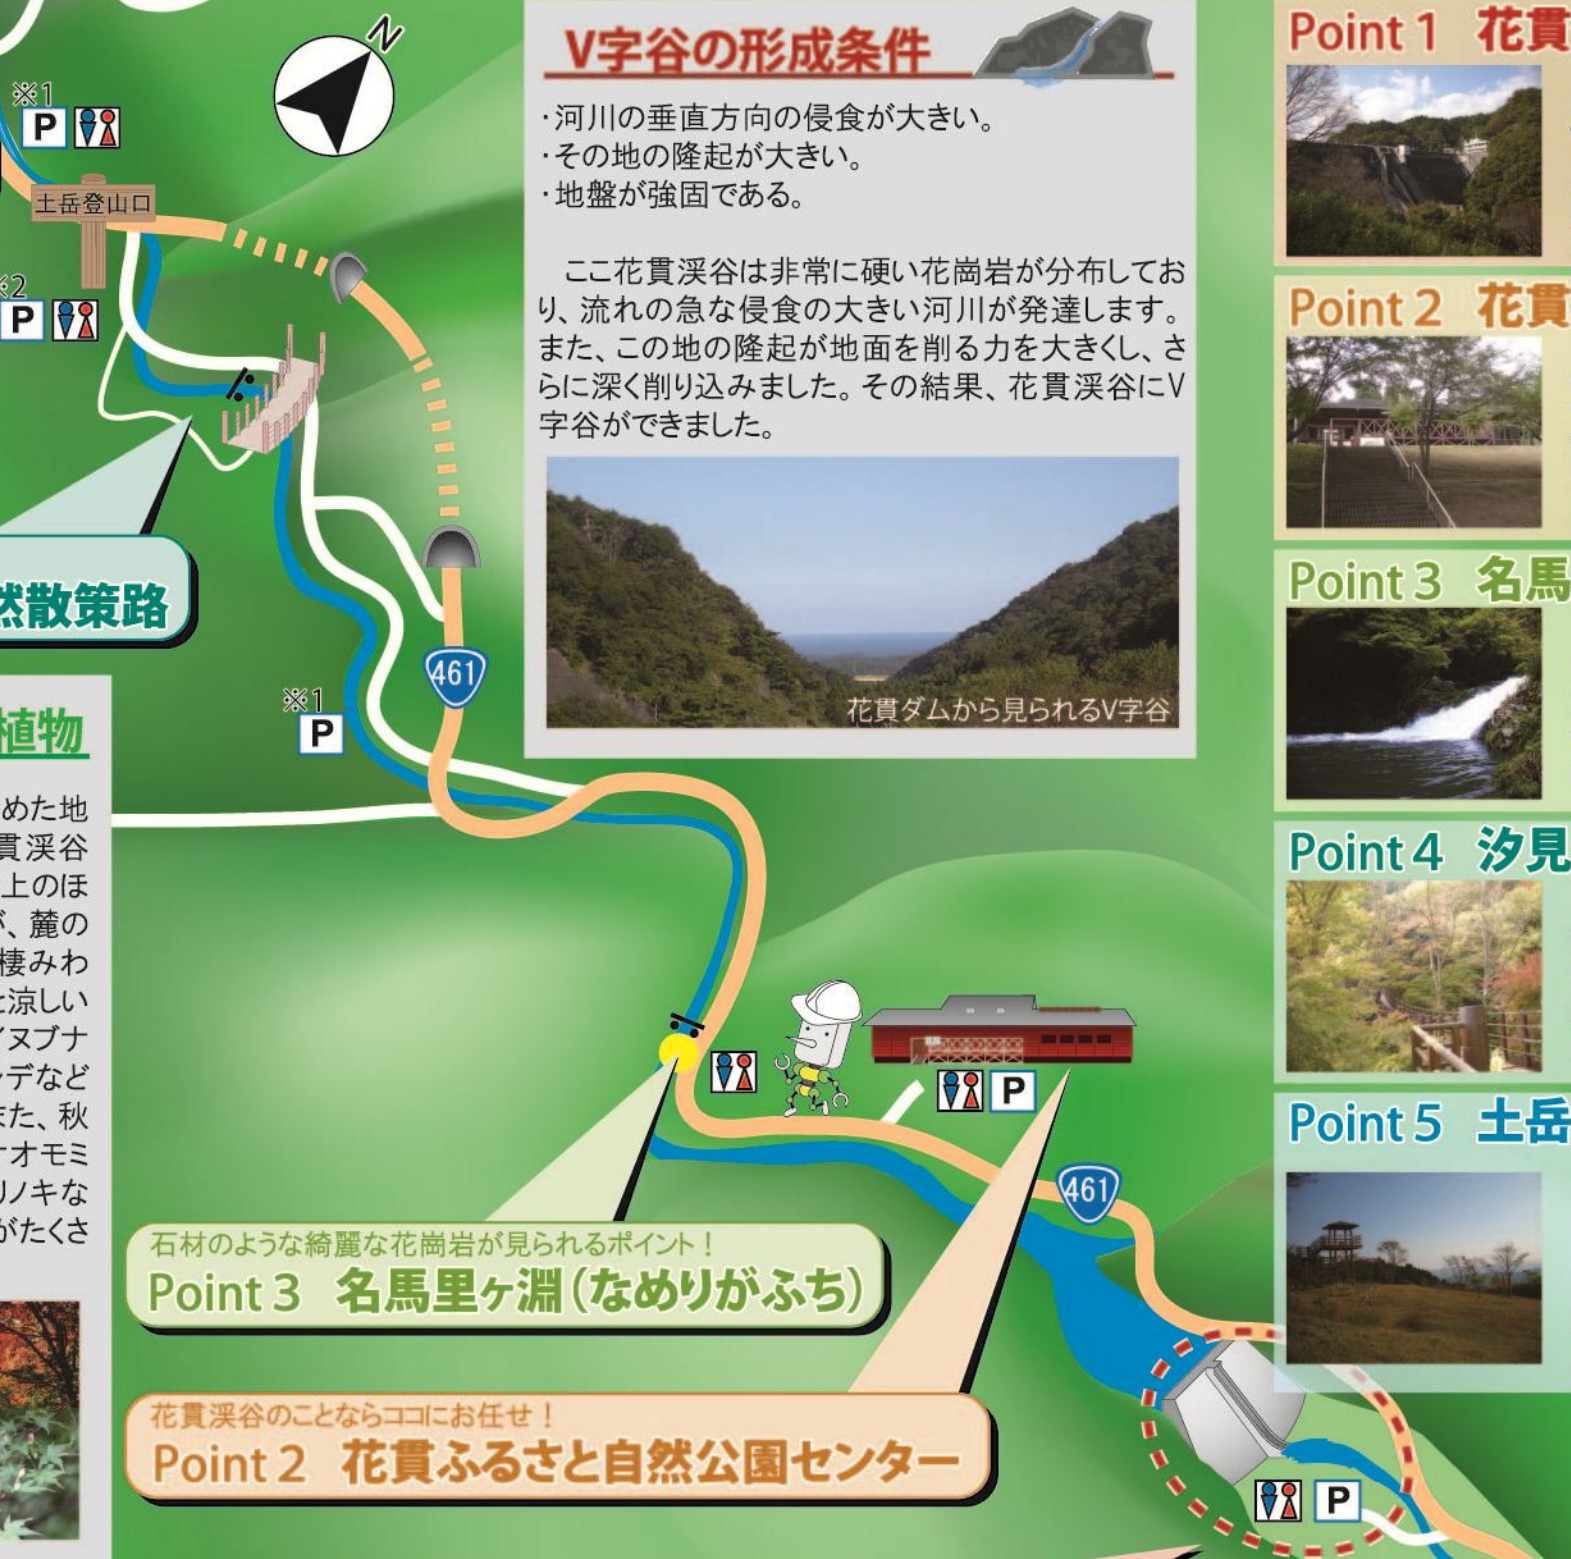 N
※1
P
土岳登山口
※2
P
然散策路
V字谷の形成条件
・河川の垂直方向の侵食が大きい。
・その地の隆起が大きい。
・地盤が強固である。
ここ花貫渓谷は非常に硬い花崗岩が分布してお
り、流れの急な侵食の大きい河川が発達します。
また、この地の隆起が地面を削る力を大きくし、さ
らに深く削り込みました。その結果、花貫渓谷にV
字谷ができました。
花貫ダムから見られるV字谷
461
※1
P
植物
めた地
貫渓谷
上のほ
、麓の
棲みわ
と涼しい
イヌブナ
デなど
また、秋
オオモミ
リノキな
がたくさ
P
461
石材のような綺麗な花崗岩が見られるポイント！
Point 3 名馬里ヶ淵（なめりがふち）
花貫渓谷のことならココにお任せ！
Point 2 花貫ふるさと自然公園センター
P
Point 1 花貫
Point 2 花貫
Point 3 名馬
Point 4 汐見
Point 5 土岳